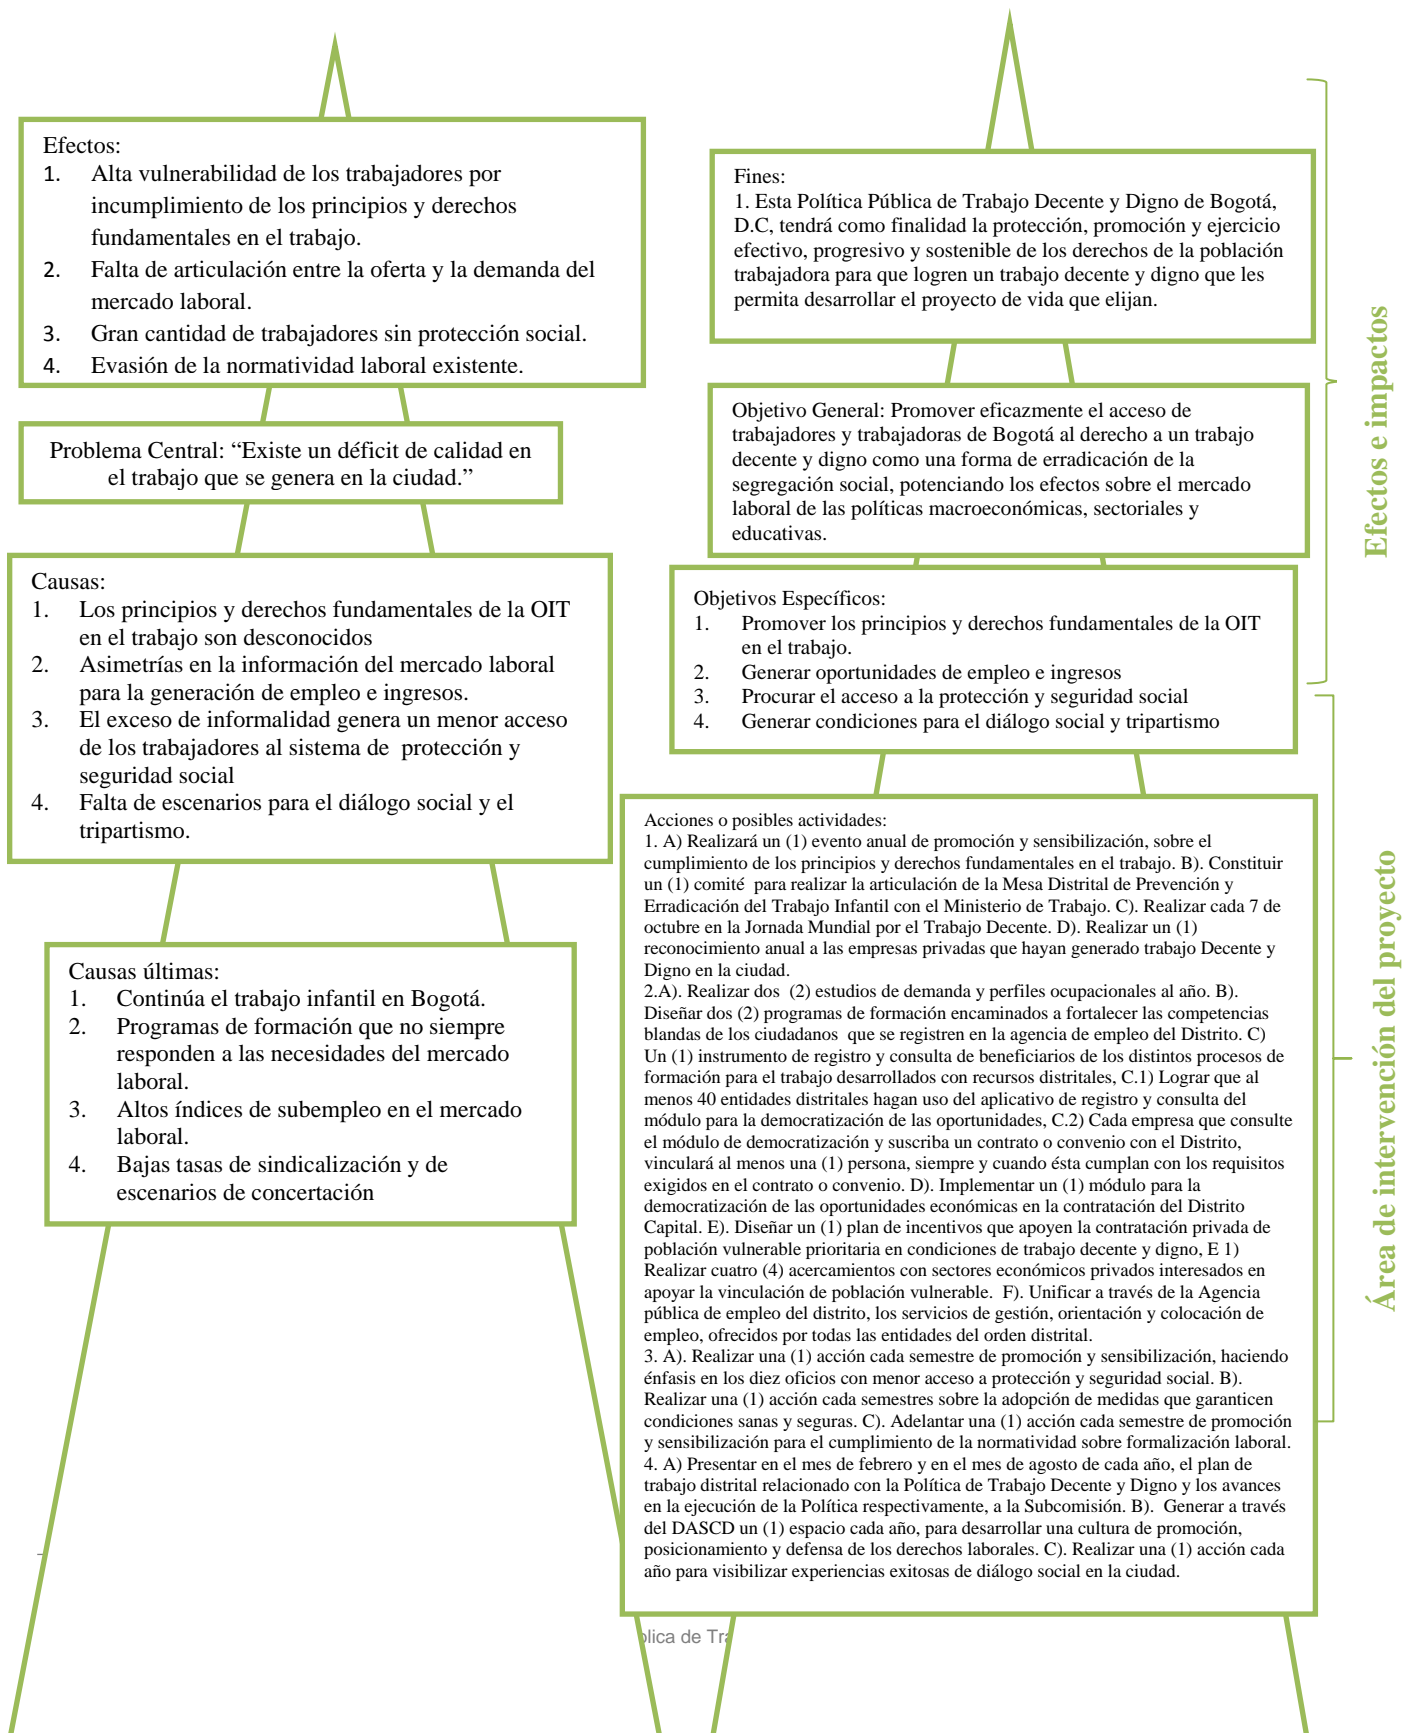 Efectos:
1. Alta vulnerabilidad de los trabajadores por
incumplimiento de los principios y derechos
fundamentales en el trabajo.
2. Falta de articulación entre la oferta y la demanda del
mercado laboral.
3. Gran cantidad de trabajadores sin protección social.
4. Evasión de la normatividad laboral existente.
Problema Central: “Existe un déficit de calidad en
el trabajo que se genera en la ciudad.”
Causas:
1. Los principios y derechos fundamentales de la OIT
en el trabajo son desconocidos
2. Asimetrías en la información del mercado laboral
para la generación de empleo e ingresos.
3. El exceso de informalidad genera un menor acceso
de los trabajadores al sistema de protección y
seguridad social
4. Falta de escenarios para el diálogo social y el
tripartismo.
Causas últimas:
1. Continúa el trabajo infantil en Bogotá.
2. Programas de formación que no siempre
responden a las necesidades del mercado
laboral.
3. Altos índices de subempleo en el mercado
laboral.
4. Bajas tasas de sindicalización y de
escenarios de concertación
Fines:
1. Esta Política Pública de Trabajo Decente y Digno de Bogotá,
D.C, tendrá como finalidad la protección, promoción y ejercicio
efectivo, progresivo y sostenible de los derechos de la población
trabajadora para que logren un trabajo decente y digno que les
permita desarrollar el proyecto de vida que elijan.
Objetivo General: Promover eficazmente el acceso de
trabajadores y trabajadoras de Bogotá al derecho a un trabajo
decente y digno como una forma de erradicación de la
segregación social, potenciando los efectos sobre el mercado
laboral de las políticas macroeconómicas, sectoriales y
educativas.
Objetivos Específicos:
1. Promover los principios y derechos fundamentales de la OIT
en el trabajo.
2. Generar oportunidades de empleo e ingresos
3. Procurar el acceso a la protección y seguridad social
4. Generar condiciones para el diálogo social y tripartismo
Acciones o posibles actividades:
1. A) Realizará un (1) evento anual de promoción y sensibilización, sobre el
cumplimiento de los principios y derechos fundamentales en el trabajo. B). Constituir
un (1) comité para realizar la articulación de la Mesa Distrital de Prevención y
Erradicación del Trabajo Infantil con el Ministerio de Trabajo. C). Realizar cada 7 de
octubre en la Jornada Mundial por el Trabajo Decente. D). Realizar un (1)
reconocimiento anual a las empresas privadas que hayan generado trabajo Decente y
Digno en la ciudad.
2.A). Realizar dos (2) estudios de demanda y perfiles ocupacionales al año. B).
Diseñar dos (2) programas de formación encaminados a fortalecer las competencias
blandas de los ciudadanos que se registren en la agencia de empleo del Distrito. C)
Un (1) instrumento de registro y consulta de beneficiarios de los distintos procesos de
formación para el trabajo desarrollados con recursos distritales, C.1) Lograr que al
menos 40 entidades distritales hagan uso del aplicativo de registro y consulta del
módulo para la democratización de las oportunidades, C.2) Cada empresa que consulte
el módulo de democratización y suscriba un contrato o convenio con el Distrito,
vinculará al menos una (1) persona, siempre y cuando ésta cumplan con los requisitos
exigidos en el contrato o convenio. D). Implementar un (1) módulo para la
democratización de las oportunidades económicas en la contratación del Distrito
Capital. E). Diseñar un (1) plan de incentivos que apoyen la contratación privada de
población vulnerable prioritaria en condiciones de trabajo decente y digno, E 1)
Realizar cuatro (4) acercamientos con sectores económicos privados interesados en
apoyar la vinculación de población vulnerable. F). Unificar a través de la Agencia
pública de empleo del distrito, los servicios de gestión, orientación y colocación de
empleo, ofrecidos por todas las entidades del orden distrital.
3. A). Realizar una (1) acción cada semestre de promoción y sensibilización, haciendo
énfasis en los diez oficios con menor acceso a protección y seguridad social. B).
Realizar una (1) acción cada semestres sobre la adopción de medidas que garanticen
condiciones sanas y seguras. C). Adelantar una (1) acción cada semestre de promoción
y sensibilización para el cumplimiento de la normatividad sobre formalización laboral.
4. A) Presentar en el mes de febrero y en el mes de agosto de cada año, el plan de
trabajo distrital relacionado con la Política de Trabajo Decente y Digno y los avances
en la ejecución de la Política respectivamente, a la Subcomisión. B). Generar a través
del DASCD un (1) espacio cada año, para desarrollar una cultura de promoción,
posicionamiento y defensa de los derechos laborales. C). Realizar una (1) acción cada
año para visibilizar experiencias exitosas de diálogo social en la ciudad.
Efectos e impactos
Área de intervención del proyecto
de